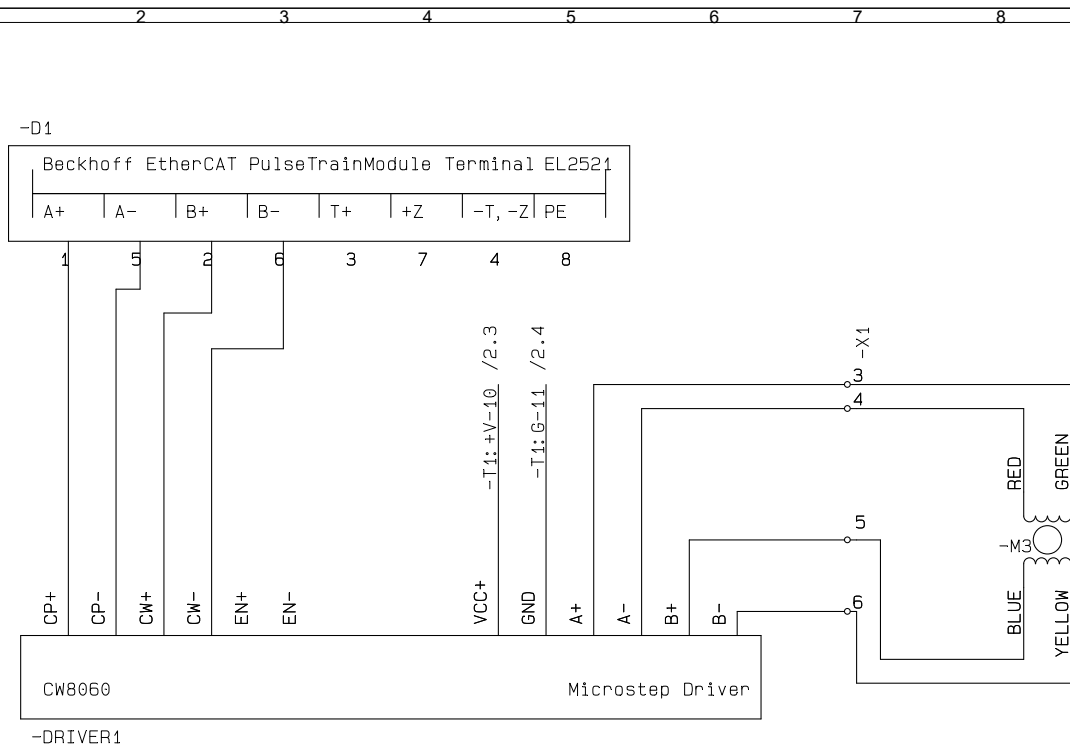 2 3 4 5 6 7 8
-D1
Beckhoff EtherCAT PulseTrainModule Terminal EL2521
A+ A- B+ B- T+ +Z -T, -Z PE
1 5 2 6 3 7 4 8
-T1:+V-10 /2.3
-T1:G-11 /2.4
-X1
3
4
5
6
RED
GREEN
-M3
BLUE
YELLOW
CP+ CP- CW+ CW- EN+ EN- VCC+ GND A+ A- B+ B-
CW8060 Microstep Driver
-DRIVER1